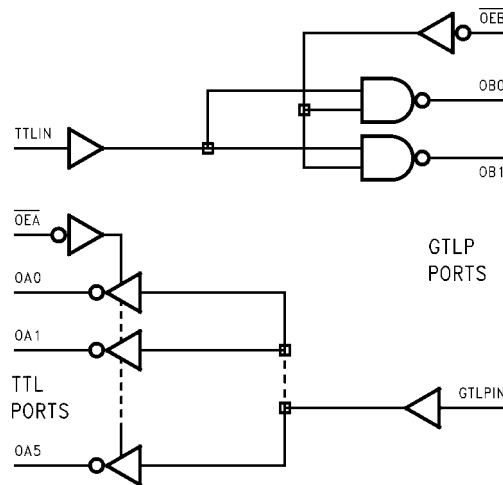 OEB
OB0
TTLIN
OB1
OEA
GTLP
PORTS
OA0
OA1
TTL
PORTS
GTLPIN
OA5